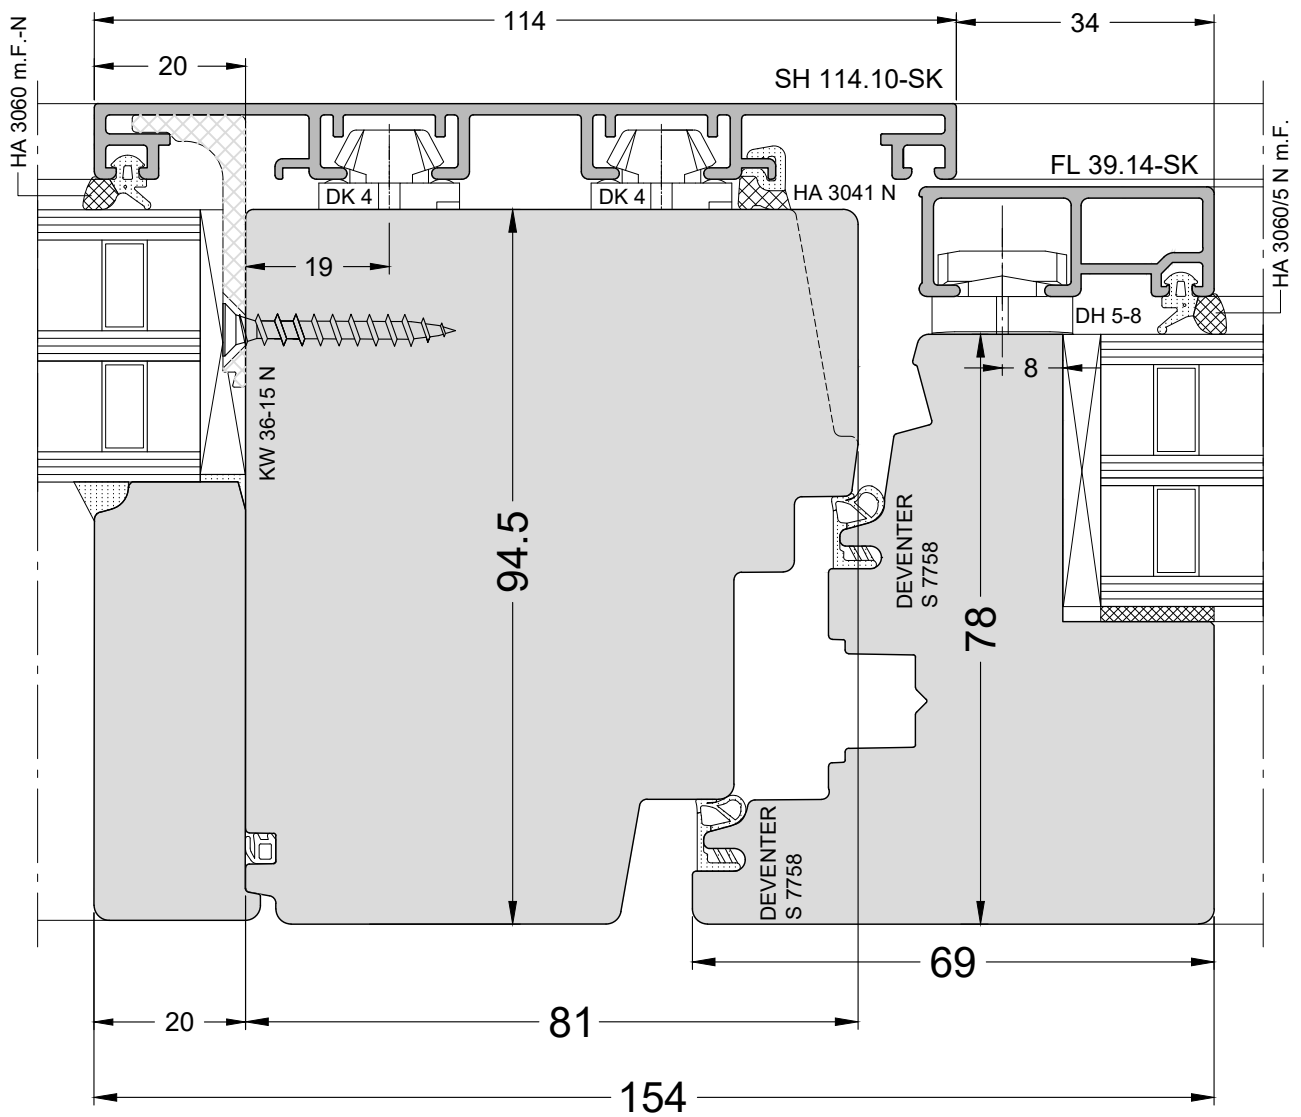 114
34
20
SH 114.10-SK
HA 3060 m.F.-N
FL 39.14-SK
HA 3060/5 N m.F.
DK 4
DK 4
HA 3041 N
19
DH 5-8
8
KW 36-15 N
94.5
DEVENTER
S 7758
78
DEVENTER
S 7758
69
20
81
154